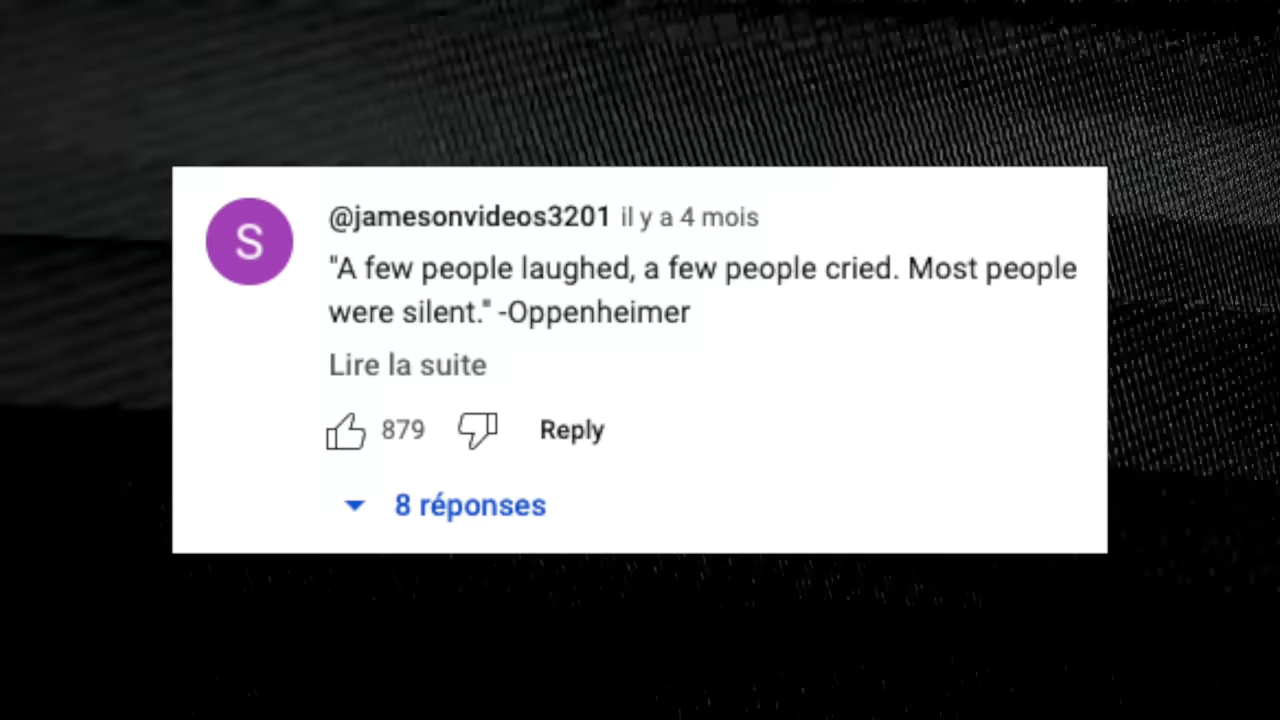 S
@jamesonvideos3201 il y a 4 mois
"A few people laughed, a few people cried. Most people
were silent." -Oppenheimer
Lire la suite
879 Reply
8 réponses